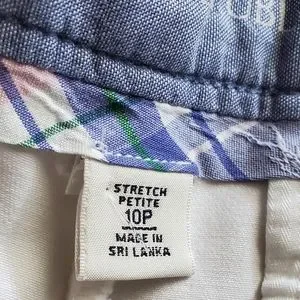 STRETCH
PETITE
10P
MADE IN
SRI LANKA